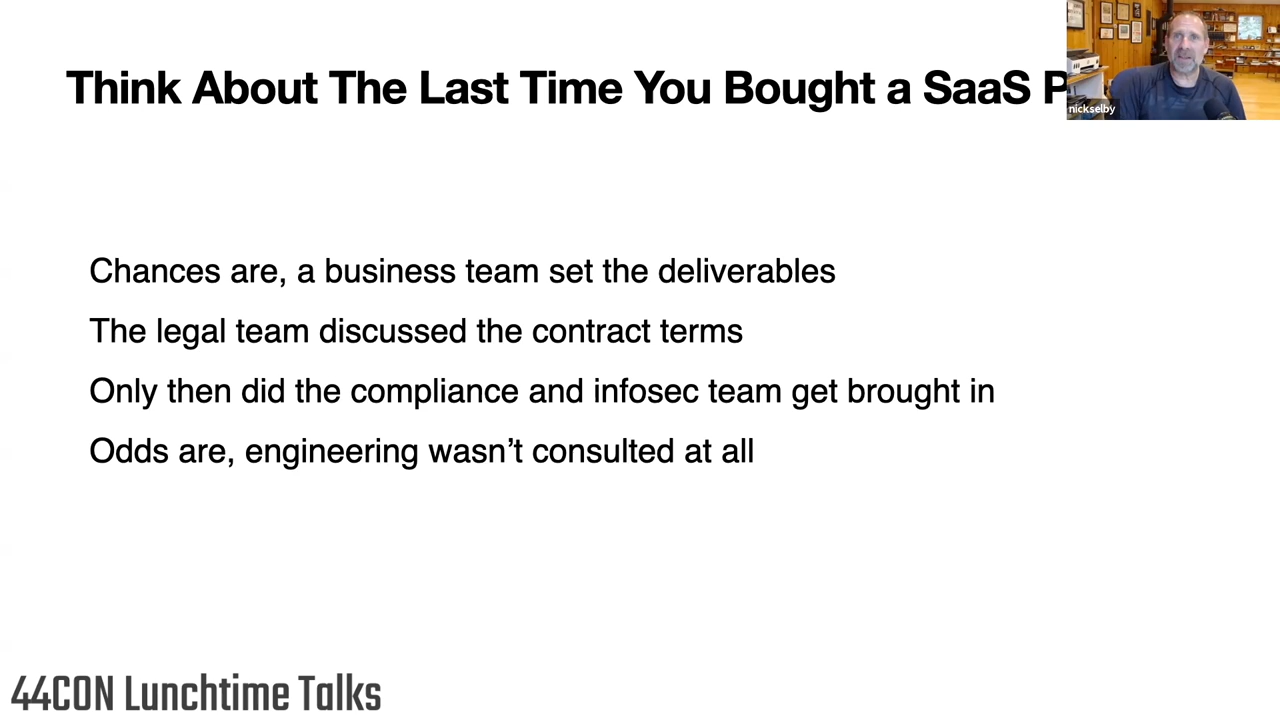 Think About The Last Time You Bought a SaaS
nickselby
Chances are, a business team set the deliverables
The legal team discussed the contract terms
Only then did the compliance and infosec team get brought in
Odds are, engineering wasn’t consulted at all
44CON Lunchtime Talks